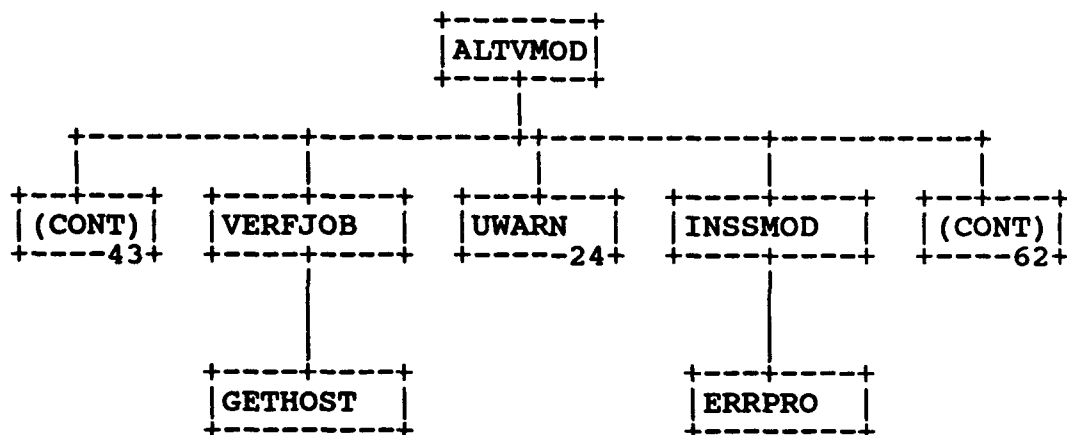 ALTVMOD
(CONT) VERFJOB UWARN INSSMOD (CONT)
43 24 62
GETHOST ERRPRO